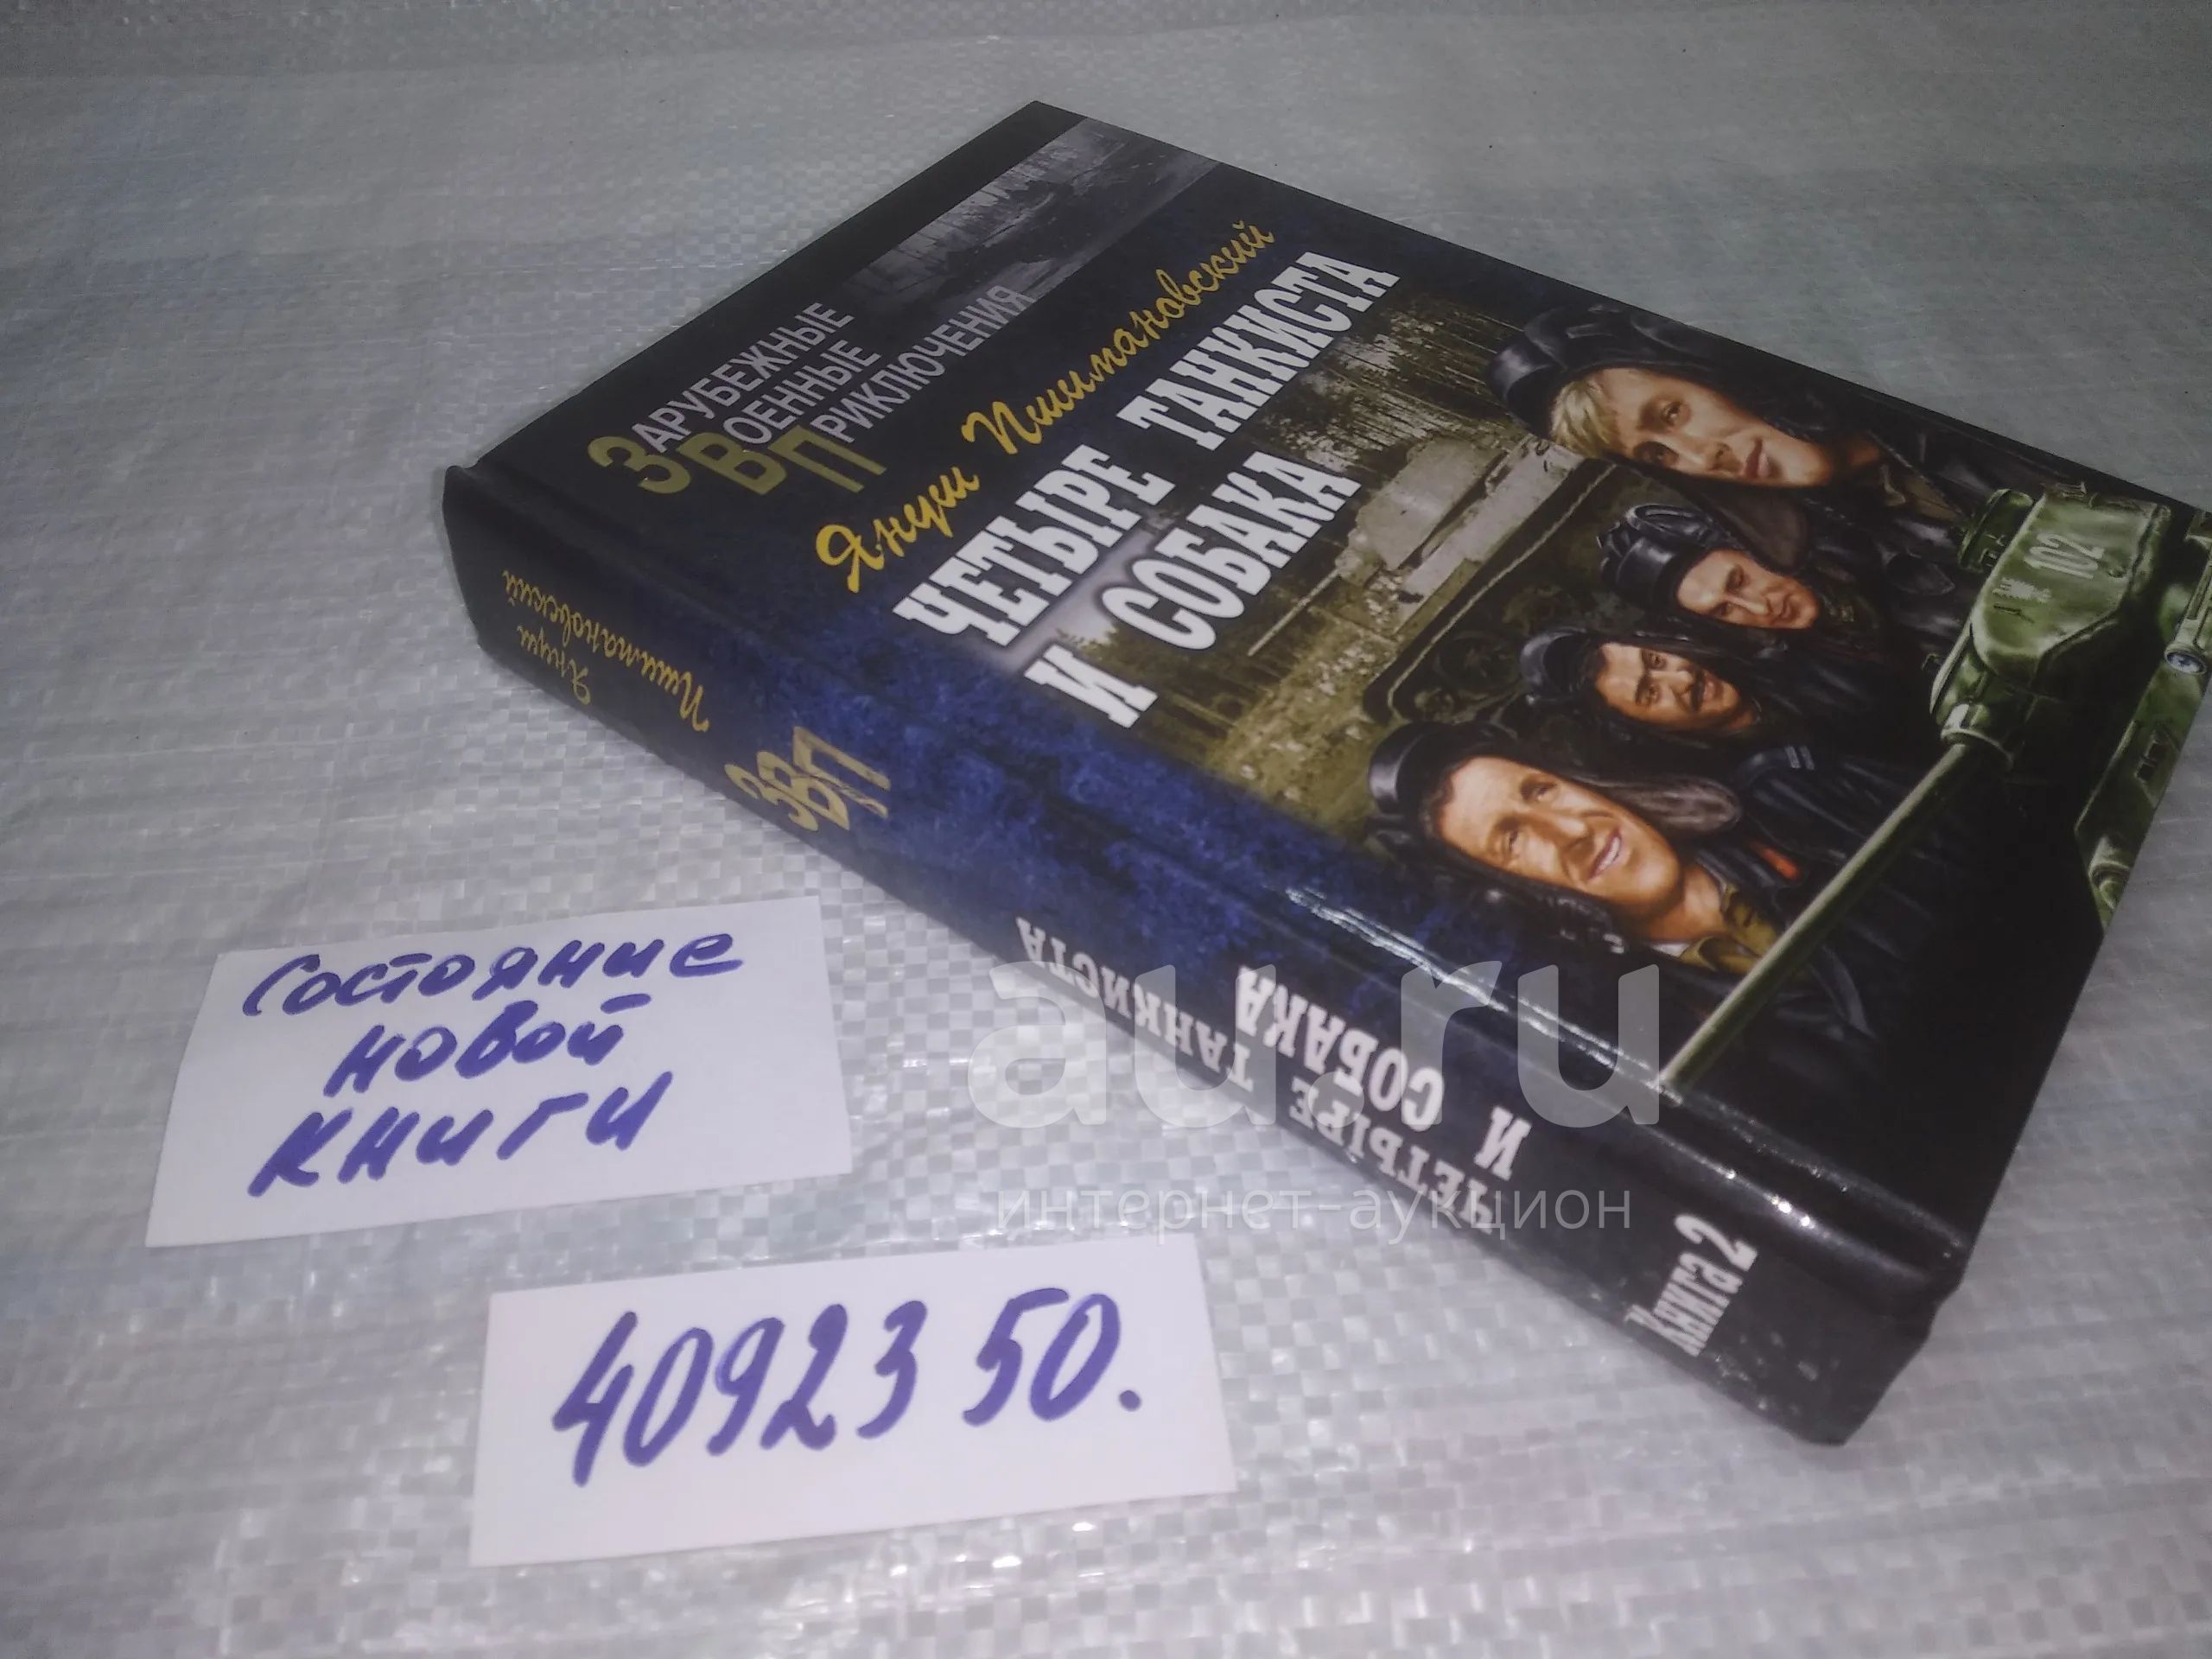 ЗАРУБЕЖНЫЕ
ВОЕННЫЕ
ПРИКЛЮЧЕНИЯ
Януш Пшимановский
ЧЕТЫРЕ ТАНКИСТА
И СОБАКА
102
Януш
Пшимановский
ЗВП
ЧЕТЫРЕ ТАНКИСТА
И СОБАКА
Книга 2
au.ru
интернет-аукцион
Состояние
новой
книги
4092350.